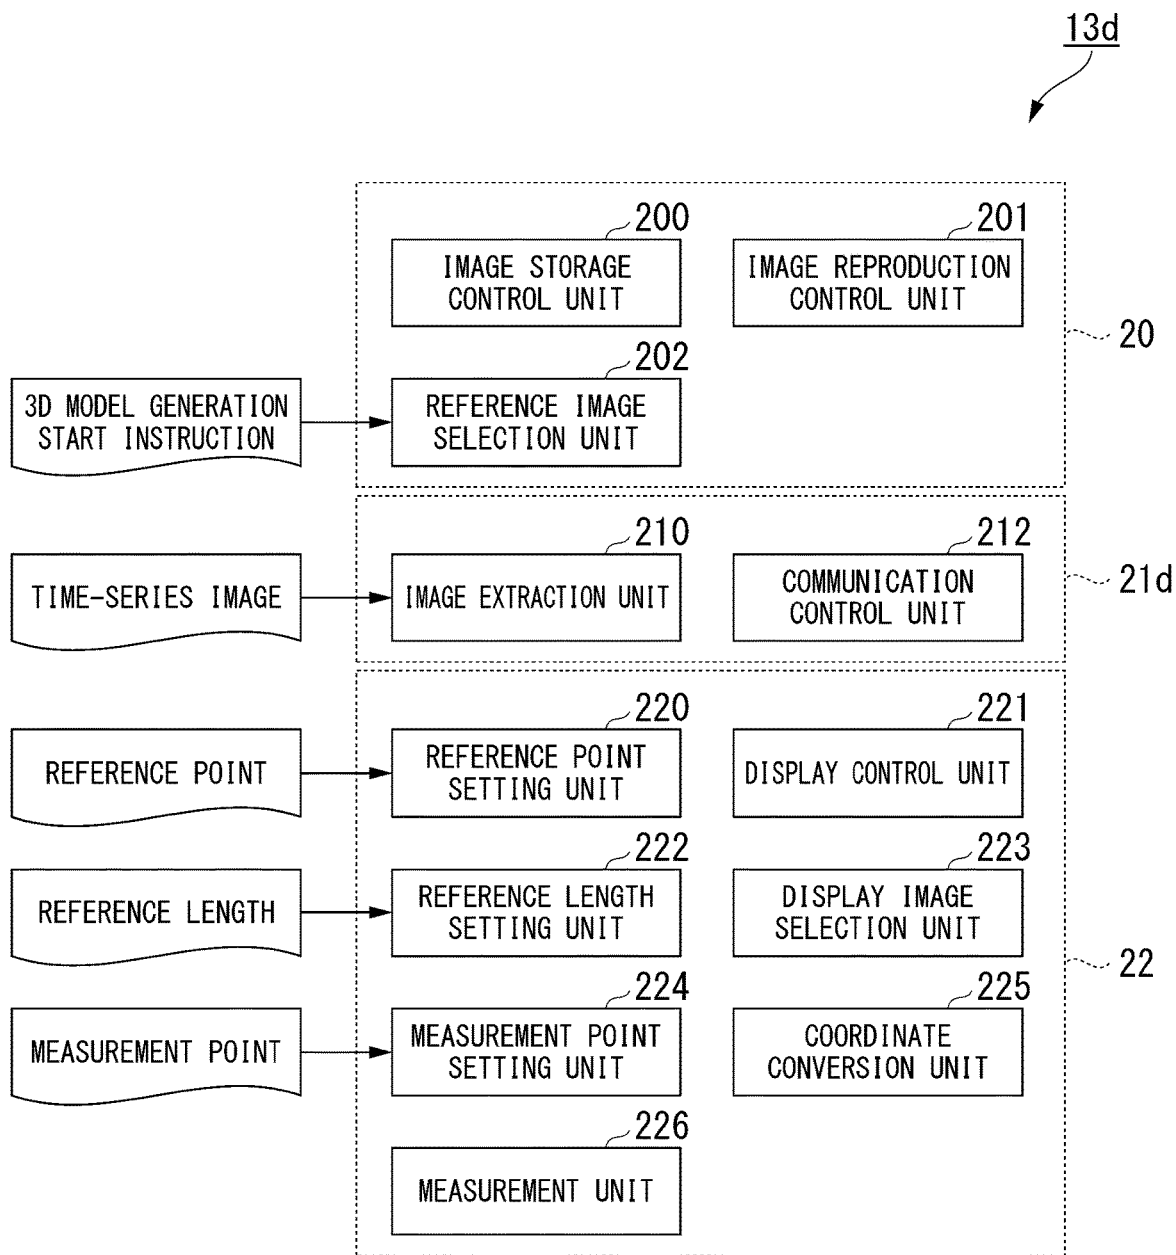 13d
200
IMAGE STORAGE
CONTROL UNIT
201
IMAGE REPRODUCTION
CONTROL UNIT
20
3D MODEL GENERATION
START INSTRUCTION
202
REFERENCE IMAGE
SELECTION UNIT
TIME-SERIES IMAGE
210
IMAGE EXTRACTION UNIT
212
COMMUNICATION
CONTROL UNIT
21d
REFERENCE POINT
220
REFERENCE POINT
SETTING UNIT
221
DISPLAY CONTROL UNIT
REFERENCE LENGTH
222
REFERENCE LENGTH
SETTING UNIT
223
DISPLAY IMAGE
SELECTION UNIT
22
MEASUREMENT POINT
224
MEASUREMENT POINT
SETTING UNIT
225
COORDINATE
CONVERSION UNIT
226
MEASUREMENT UNIT